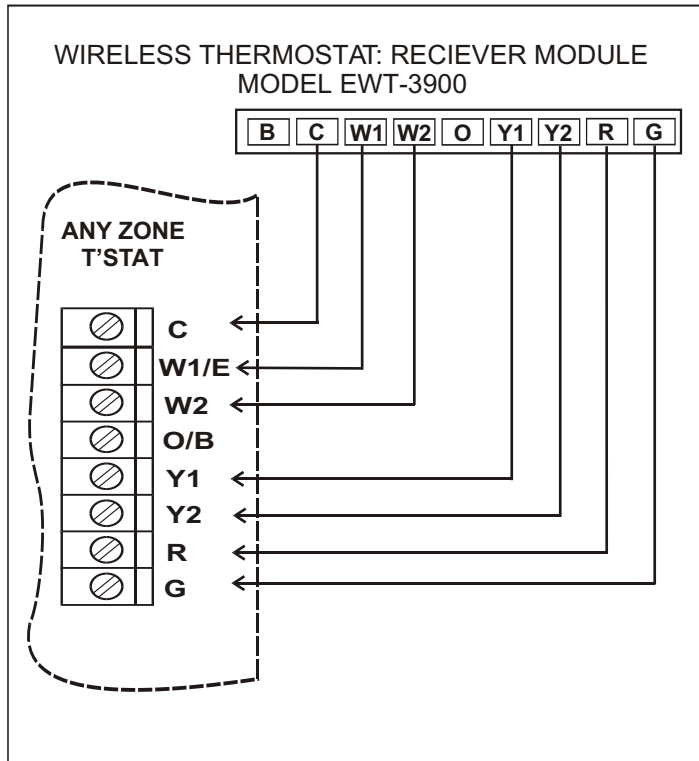 WIRELESS THERMOSTAT: RECIEVER MODULE
MODEL EWT-3900
B C W1 W2 O Y1 Y2 R G
ANY ZONE
T'STAT
C
W1/E
W2
O/B
Y1
Y2
R
G